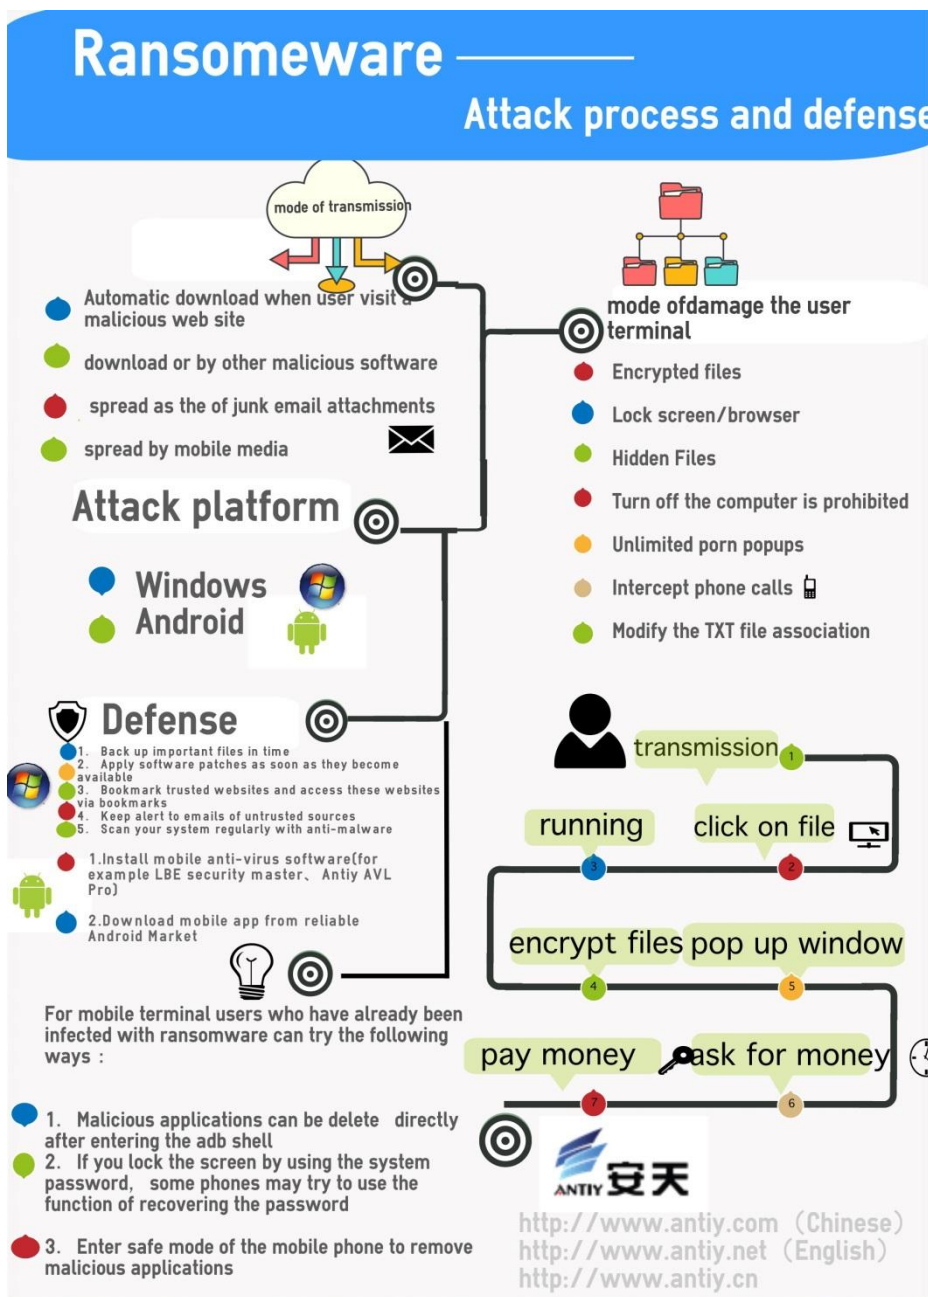 Ransomeware
Attack process and defense
mode of transmission
Automatic download when user visit a
malicious web site
download or by other malicious software
spread as the of junk email attachments
spread by mobile media
mode ofdamage the user
terminal
Encrypted files
Lock screen/browser
Hidden Files
Turn off the computer is prohibited
Unlimited porn popups
Intercept phone calls
Modify the TXT file association
Attack platform
Windows
Android
Defense
1. Back up important files in time
2. Apply software patches as soon as they become
available
3. Bookmark trusted websites and access these websites
via bookmarks
4. Keep alert to emails of untrusted sources
5. Scan your system regularly with anti-malware
1.Install mobile anti-virus software(for
example LBE security master、 Antiy AVL
Pro)
2.Download mobile app from reliable
Android Market
For mobile terminal users who have already been
infected with ransomware can try the following
ways :
1. Malicious applications can be delete directly
after entering the adb shell
2. If you lock the screen by using the system
password, some phones may try to use the
function of recovering the password
3. Enter safe mode of the mobile phone to remove
malicious applications
transmission 1
click on file
2
running
3
encrypt files
4
pop up window
5
ask for money
6
pay money
7
ANTIY 安天
http://www.antiy.com（Chinese）
http://www.antiy.net（English）
http://www.antiy.cn